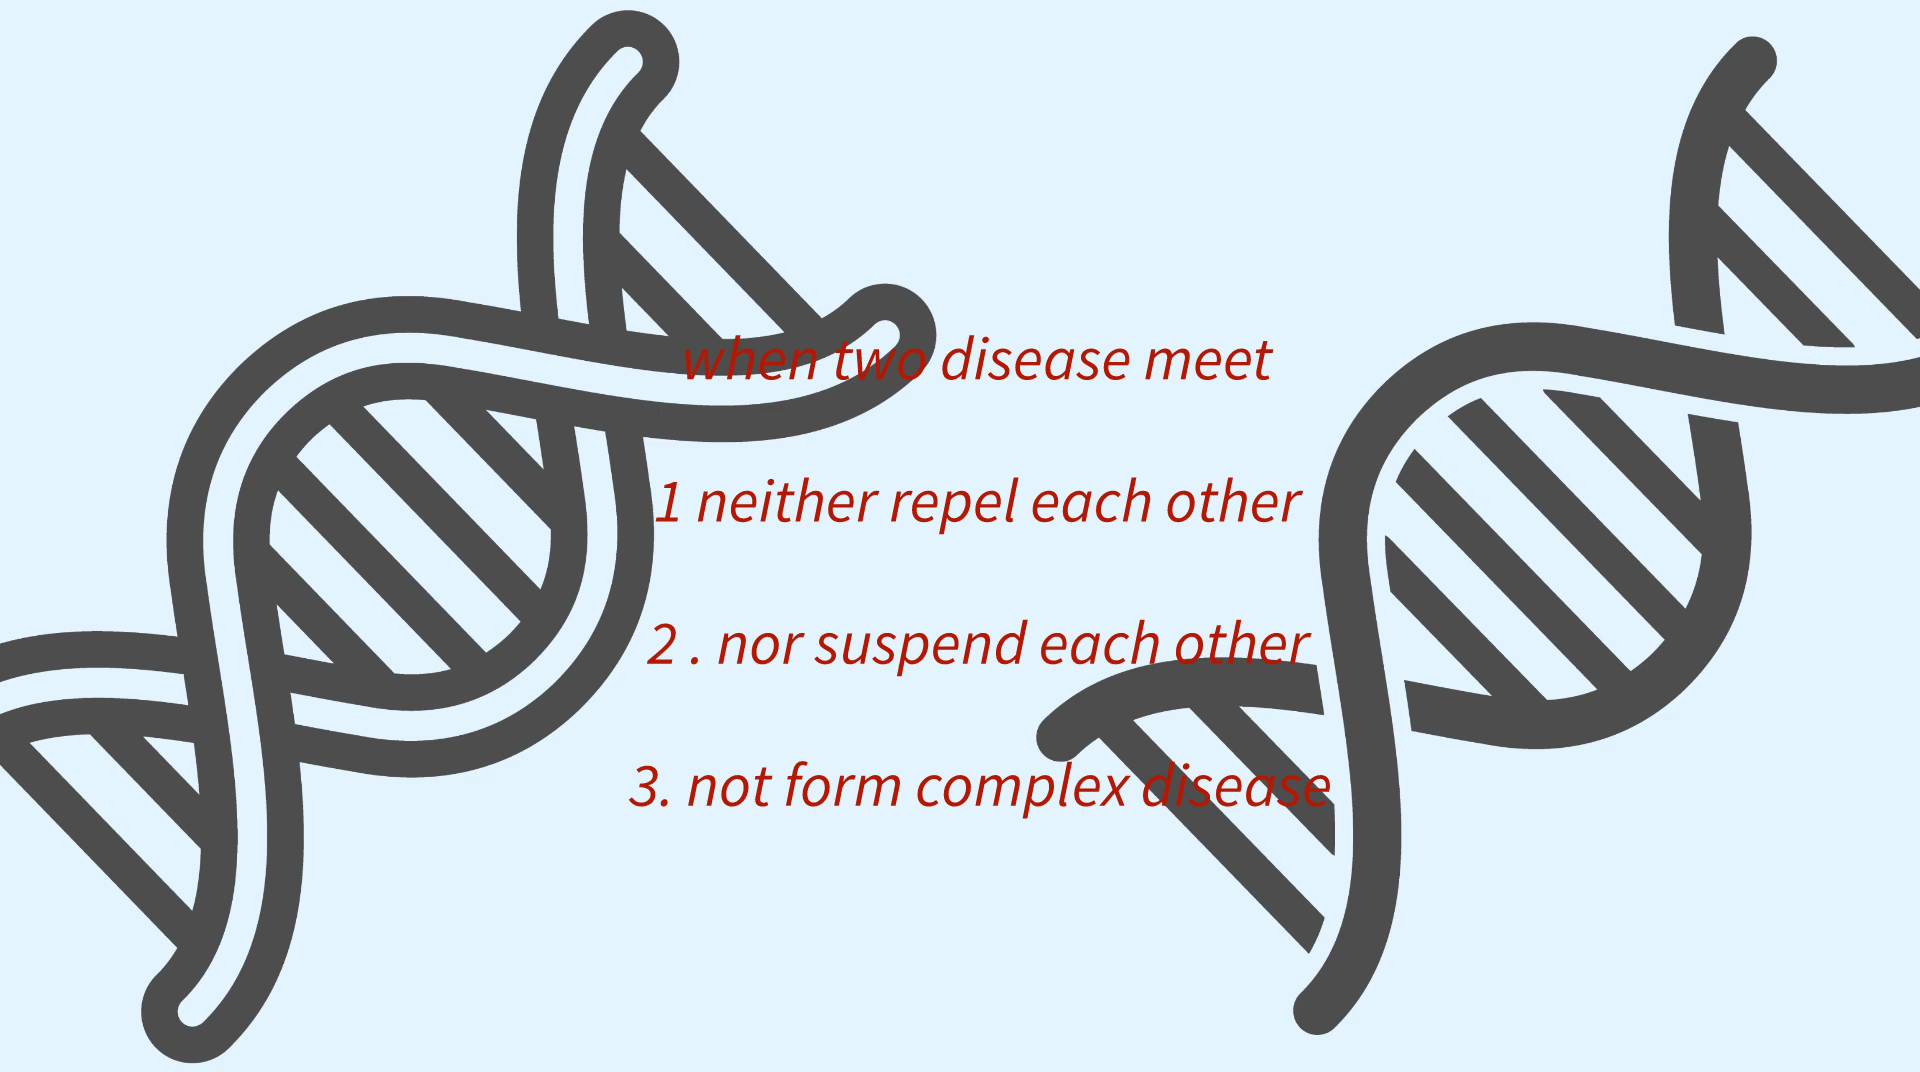 when two disease meet
1 neither repel each other
2 . nor suspend each other
3. not form complex disease